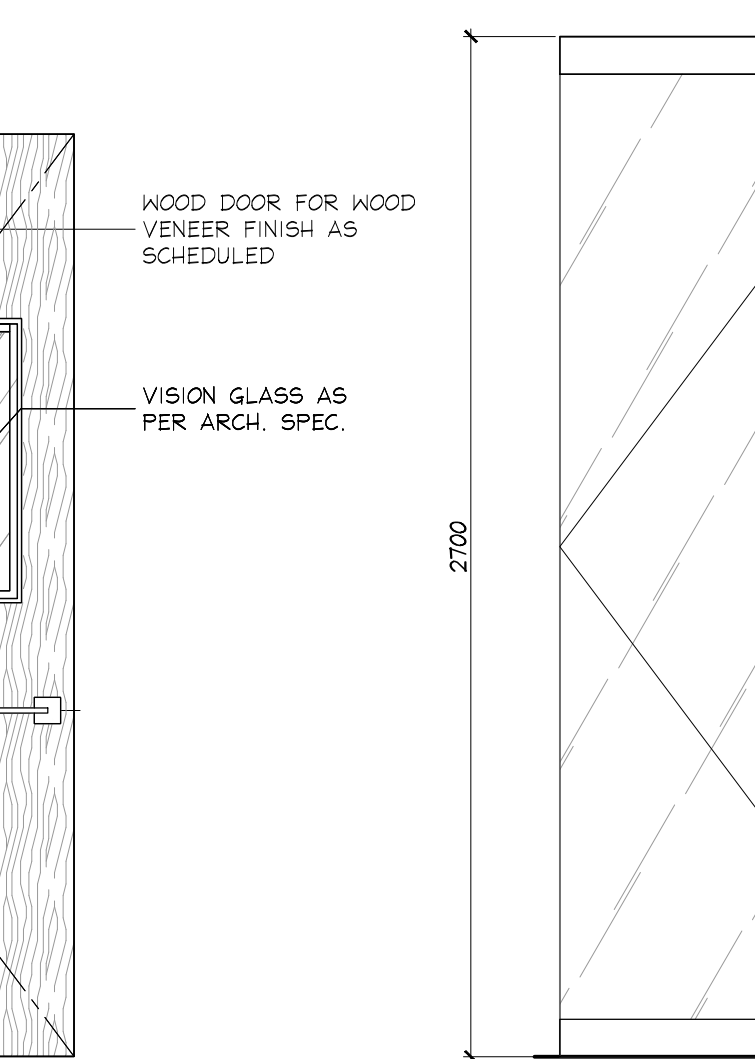 WOOD DOOR FOR WOOD
VENEER FINISH AS
SCHEDULED
VISION GLASS AS
PER ARCH. SPEC.
2700